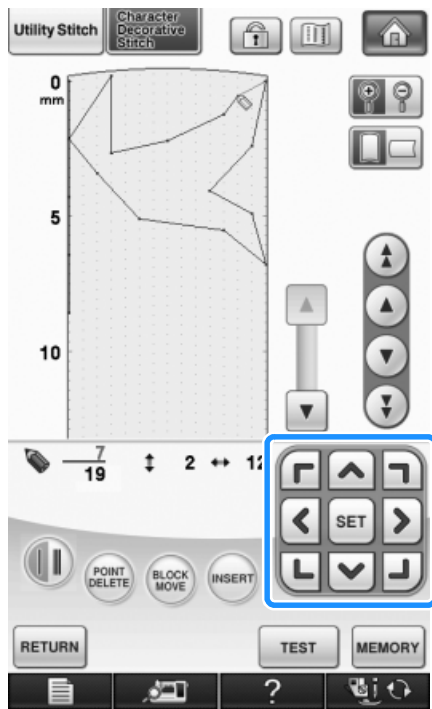 Utility Stitch
Character
Decorative
Stitch
0
mm
5
10
7
19
2
SET
POINT
DELETE
BLOCK
MOVE
INSERT
RETURN
TEST
MEMORY
?